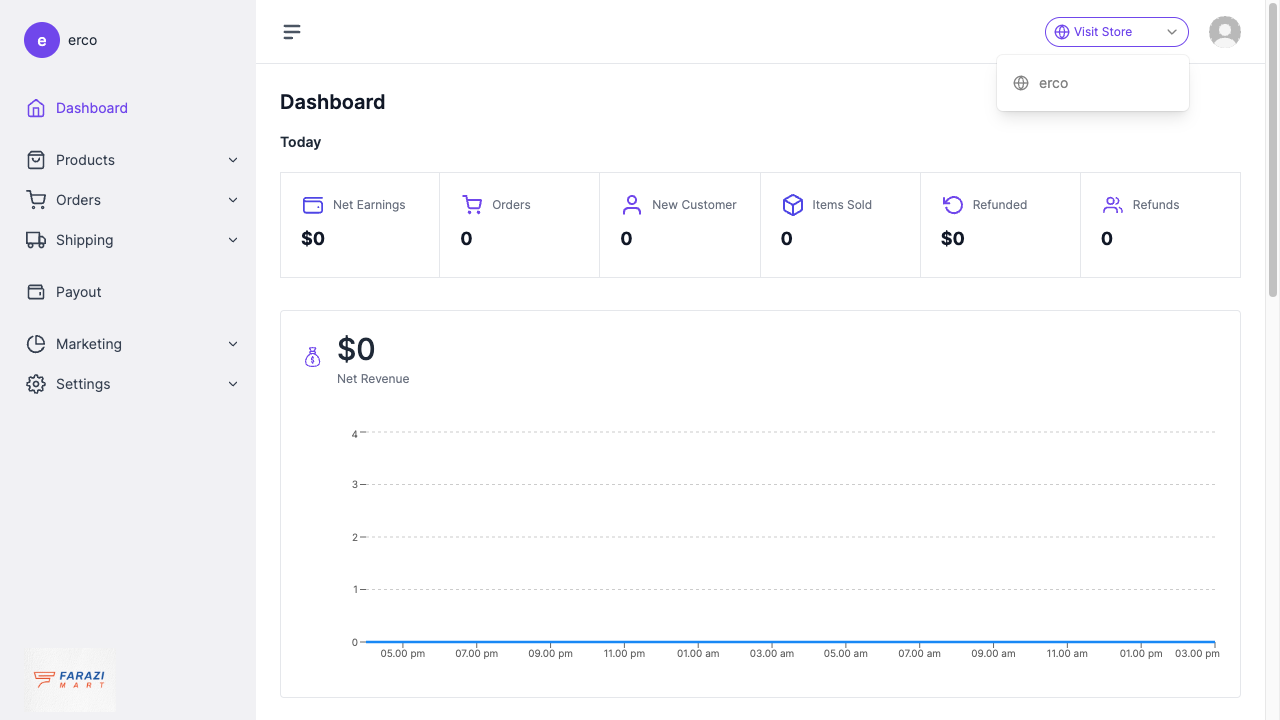 e erco
Visit Store
erco
Dashboard
Products
Orders
Shipping
Payout
Marketing
Settings
FARAZI
MART
Dashboard
Today
Net Earnings
$0
Orders
0
New Customer
0
Items Sold
0
Refunded
$0
Refunds
0
$0
Net Revenue
4
3
2
1
0
05.00 pm 07.00 pm 09.00 pm 11.00 pm 01.00 am 03.00 am 05.00 am 07.00 am 09.00 am 11.00 am 01.00 pm 03.00 pm